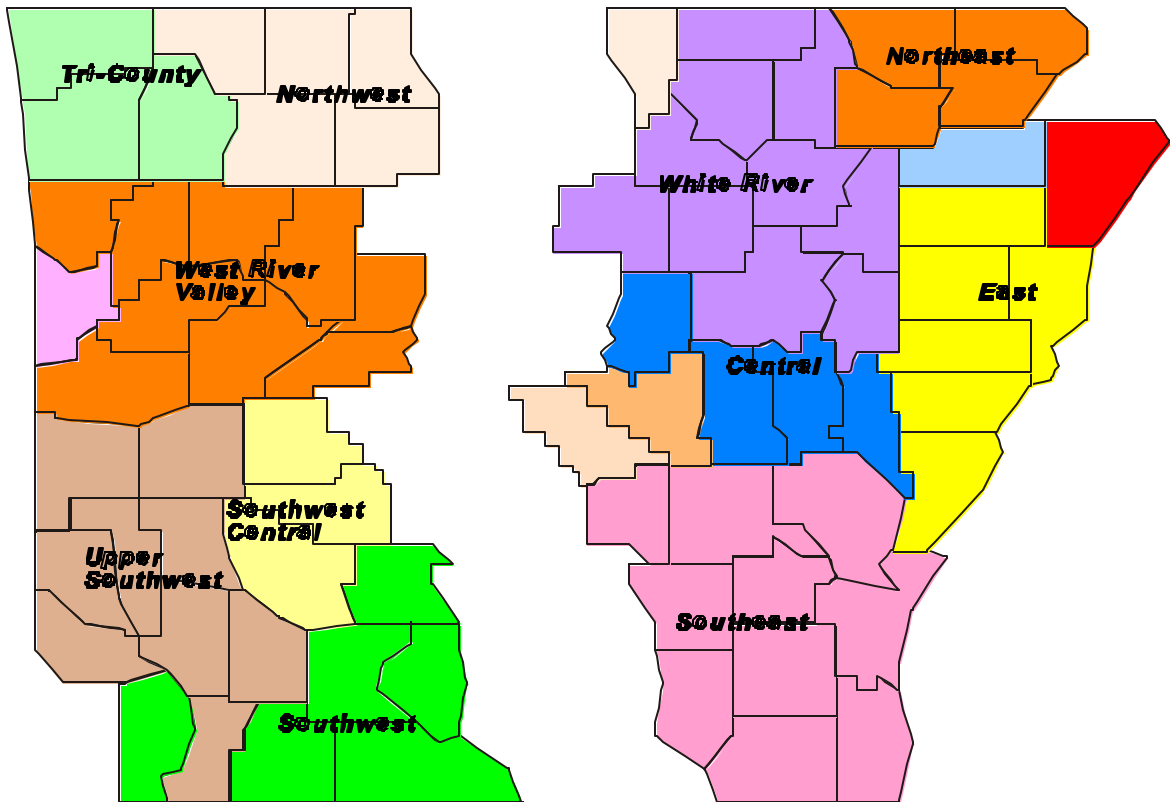 Tri-County
Northwest
West River
Valley
Southwest
Central
Upper
Southwest
Southwest
Northeast
White River
East
Central
Southeast